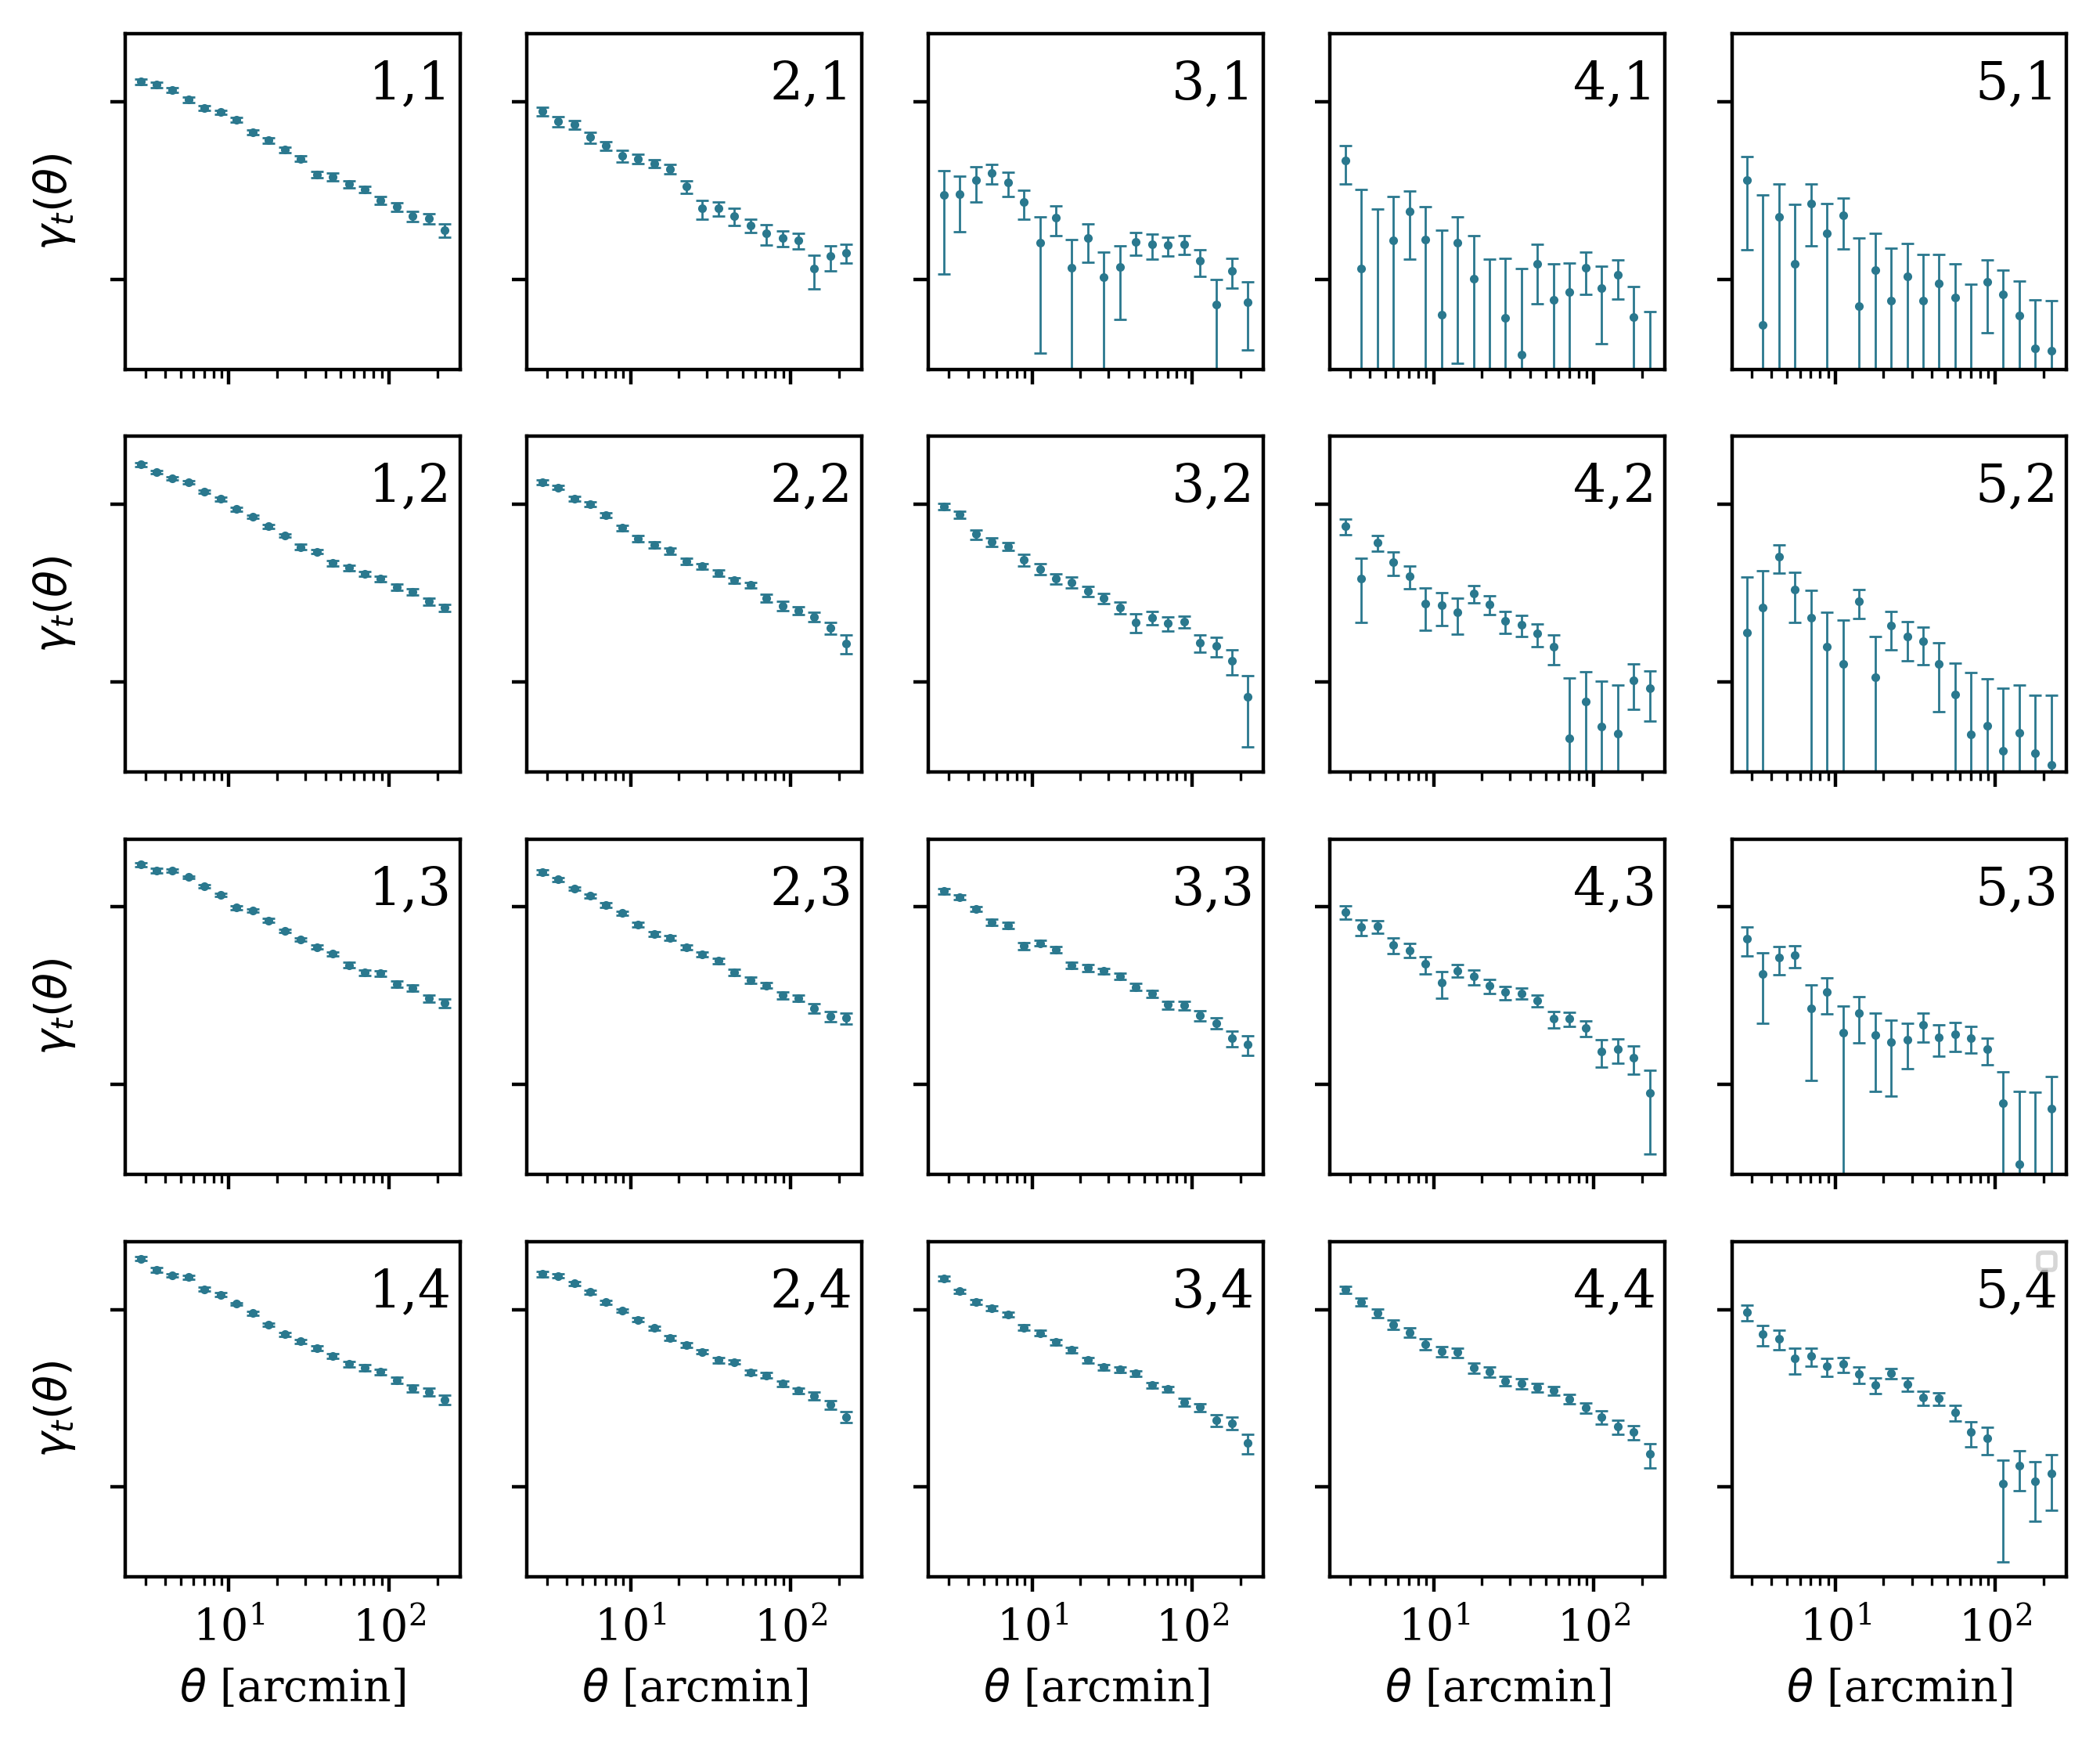 γt(θ) 1,1 2,1 3,1 4,1 5,1
γt(θ) 1,2 2,2 3,2 4,2 5,2
γt(θ) 1,3 2,3 3,3 4,3 5,3
γt(θ) 1,4 2,4 3,4 4,4 5,4
10¹ 10² 10¹ 10² 10¹ 10² 10¹ 10² 10¹ 10²
θ [arcmin] θ [arcmin] θ [arcmin] θ [arcmin] θ [arcmin]